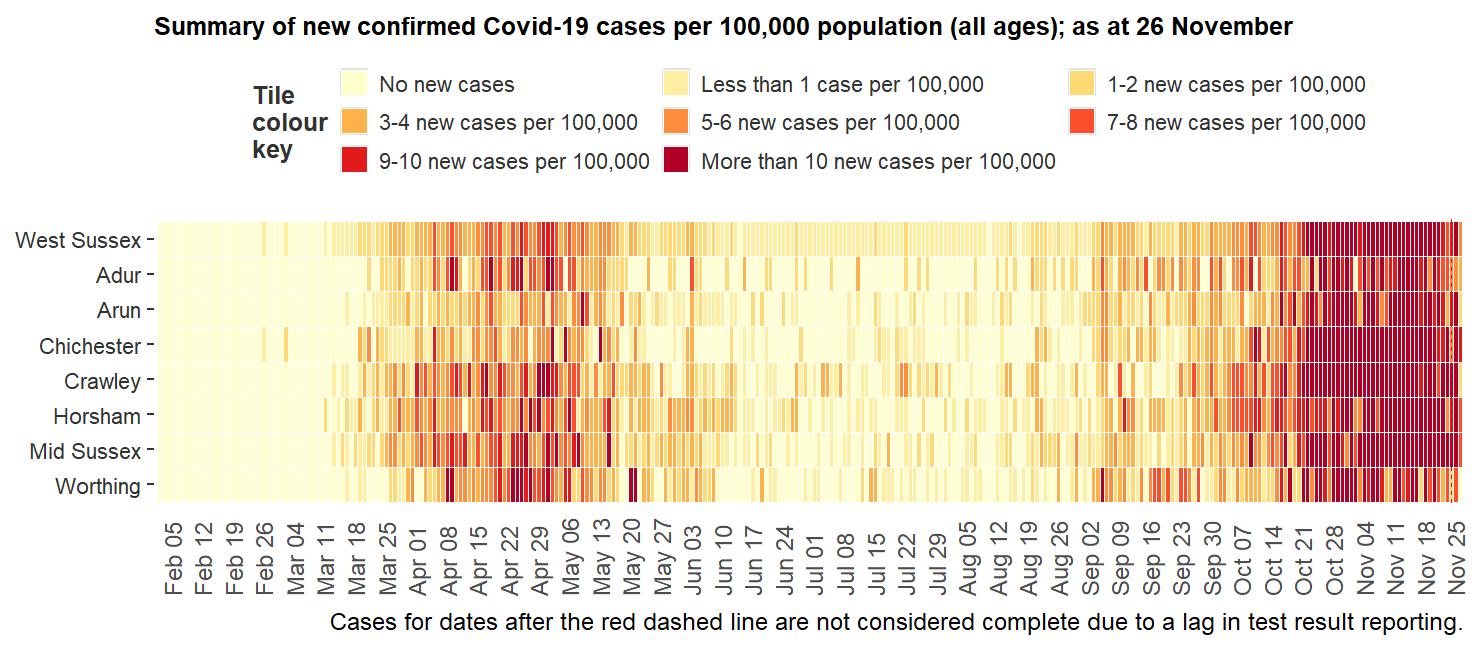 Summary of new confirmed Covid-19 cases per 100,000 population (all ages); as at 26 November
Tile
colour
key
No new cases
Less than 1 case per 100,000
1-2 new cases per 100,000
3-4 new cases per 100,000
5-6 new cases per 100,000
7-8 new cases per 100,000
9-10 new cases per 100,000
More than 10 new cases per 100,000
West Sussex
Adur
Arun
Chichester
Crawley
Horsham
Mid Sussex
Worthing
Feb 05
Feb 12
Feb 19
Feb 26
Mar 04
Mar 11
Mar 18
Mar 25
Apr 01
Apr 08
Apr 15
Apr 22
Apr 29
May 06
May 13
May 20
May 27
Jun 03
Jun 10
Jun 17
Jun 24
Jul 01
Jul 08
Jul 15
Jul 22
Jul 29
Aug 05
Aug 12
Aug 19
Aug 26
Sep 02
Sep 09
Sep 16
Sep 23
Sep 30
Oct 07
Oct 14
Oct 21
Oct 28
Nov 04
Nov 11
Nov 18
Nov 25
Cases for dates after the red dashed line are not considered complete due to a lag in test result reporting.